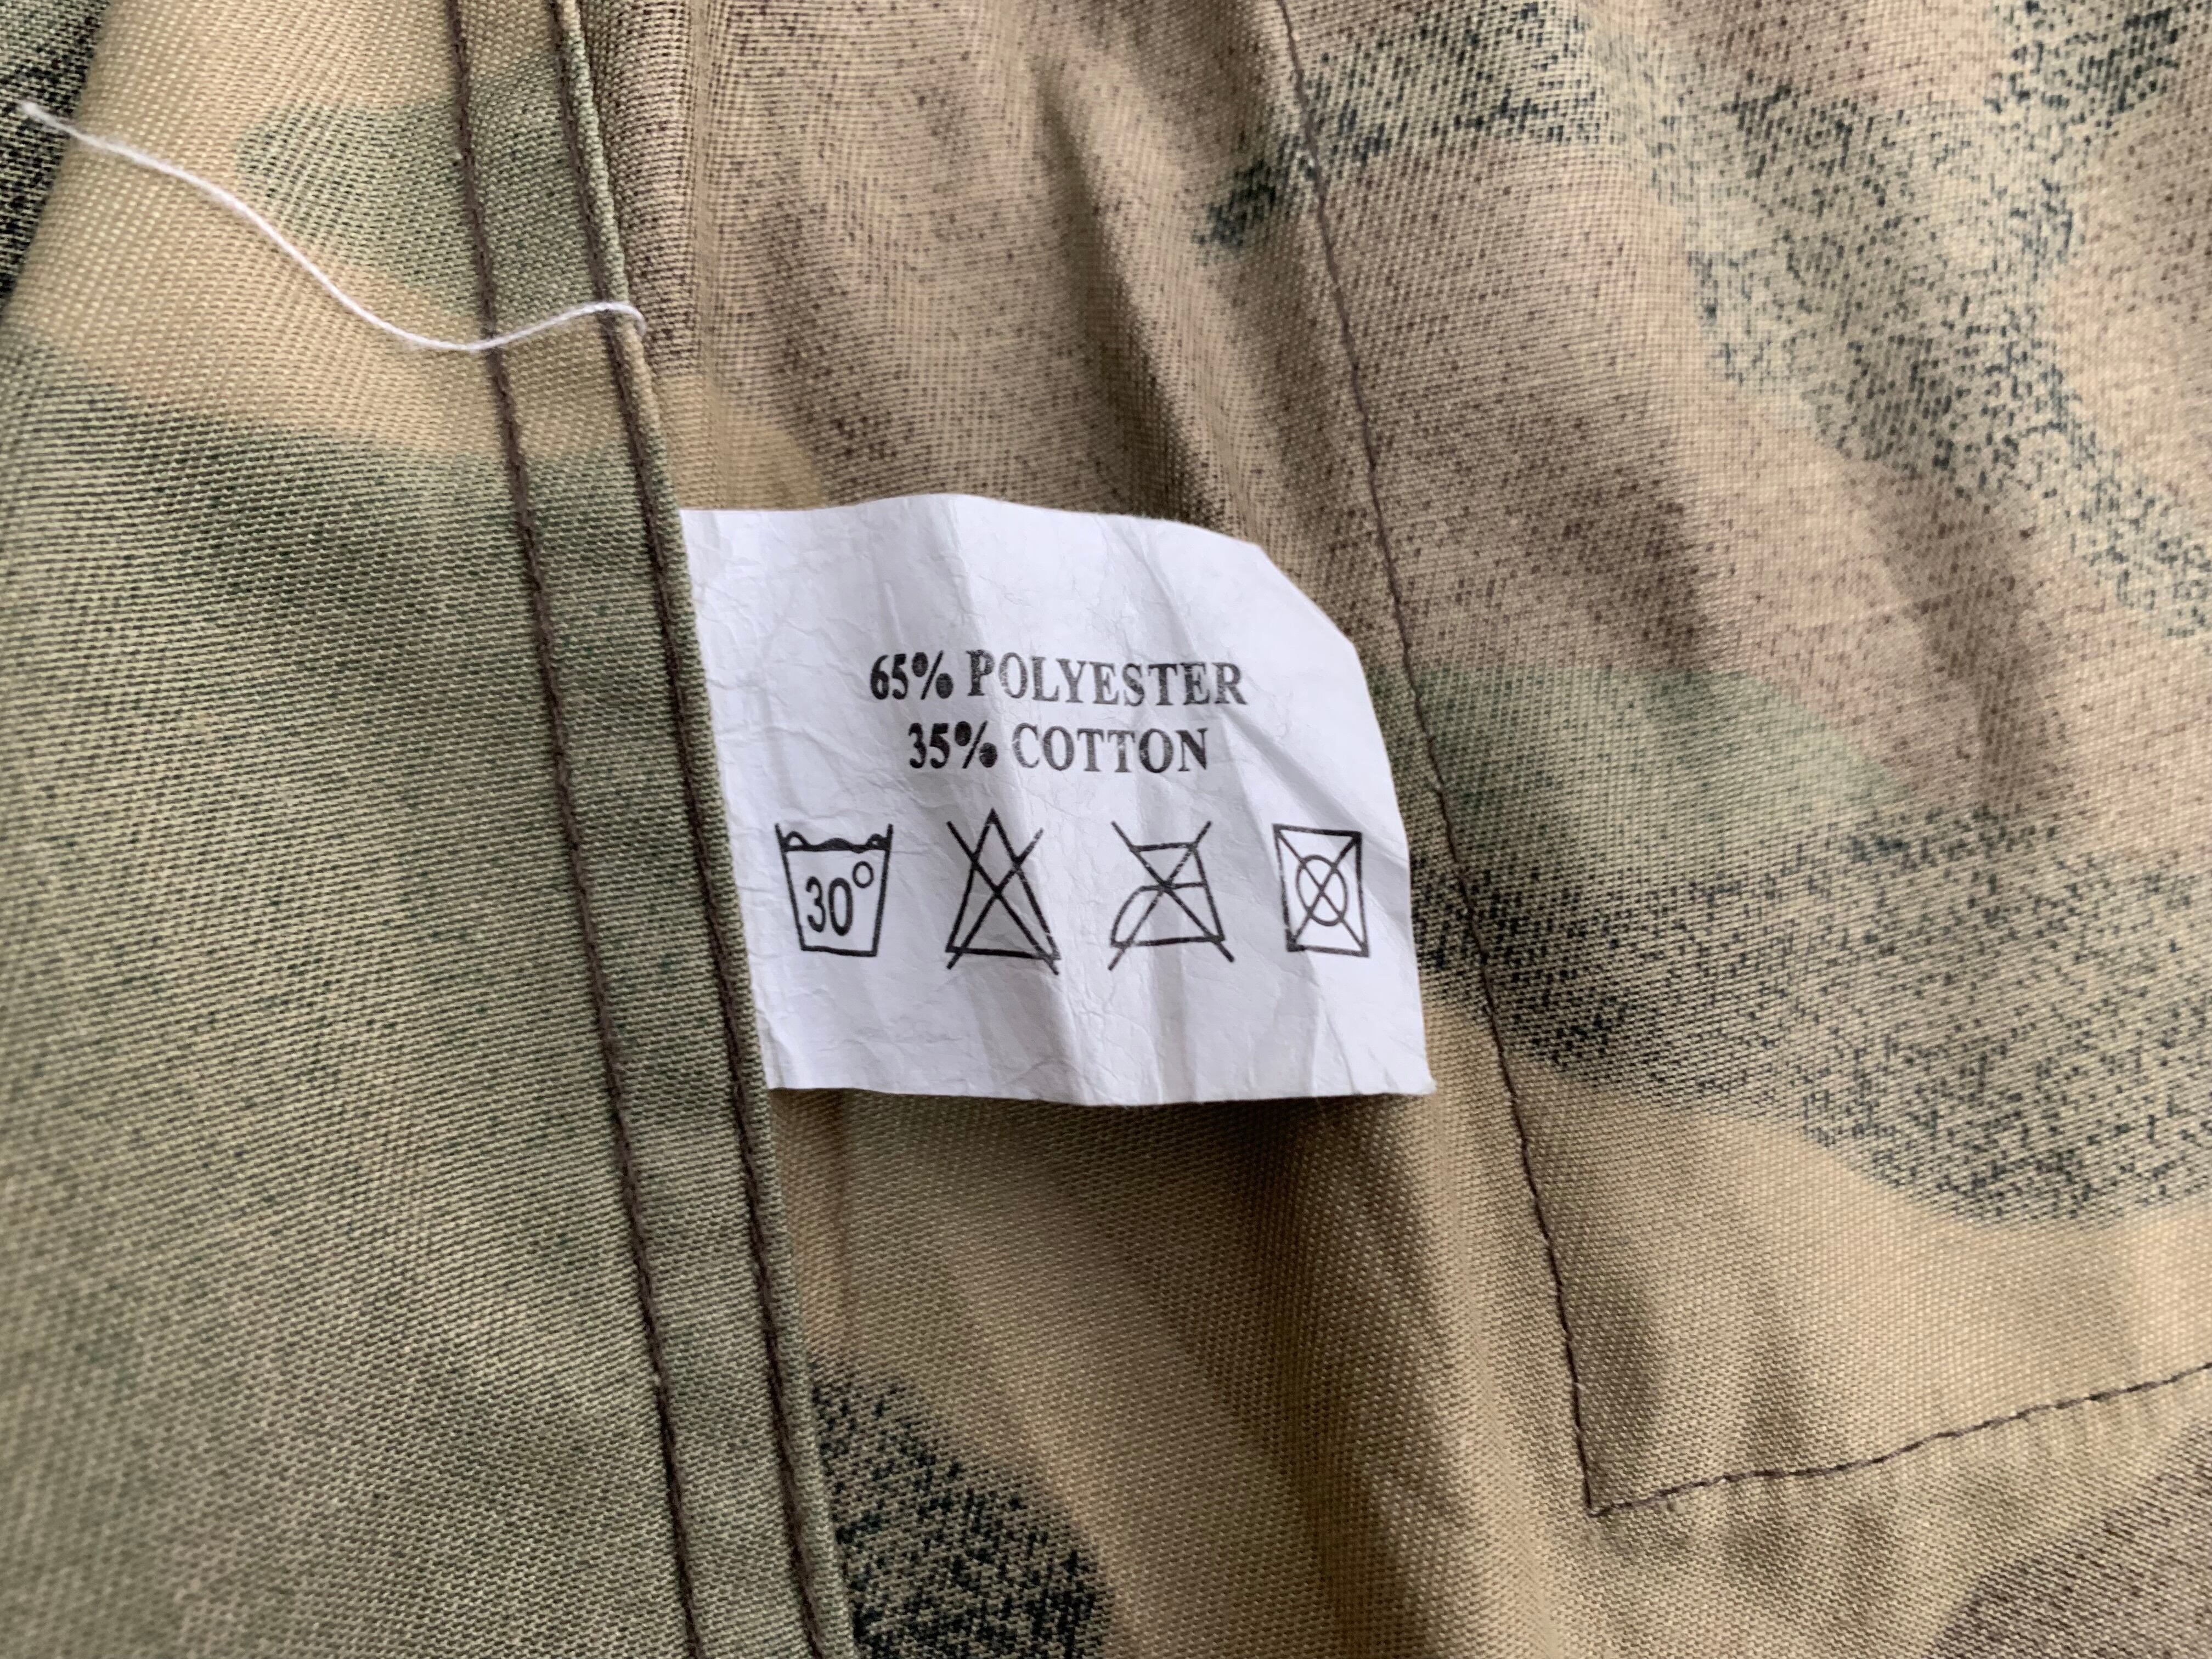 65% POLYESTER
35% COTTON
30°